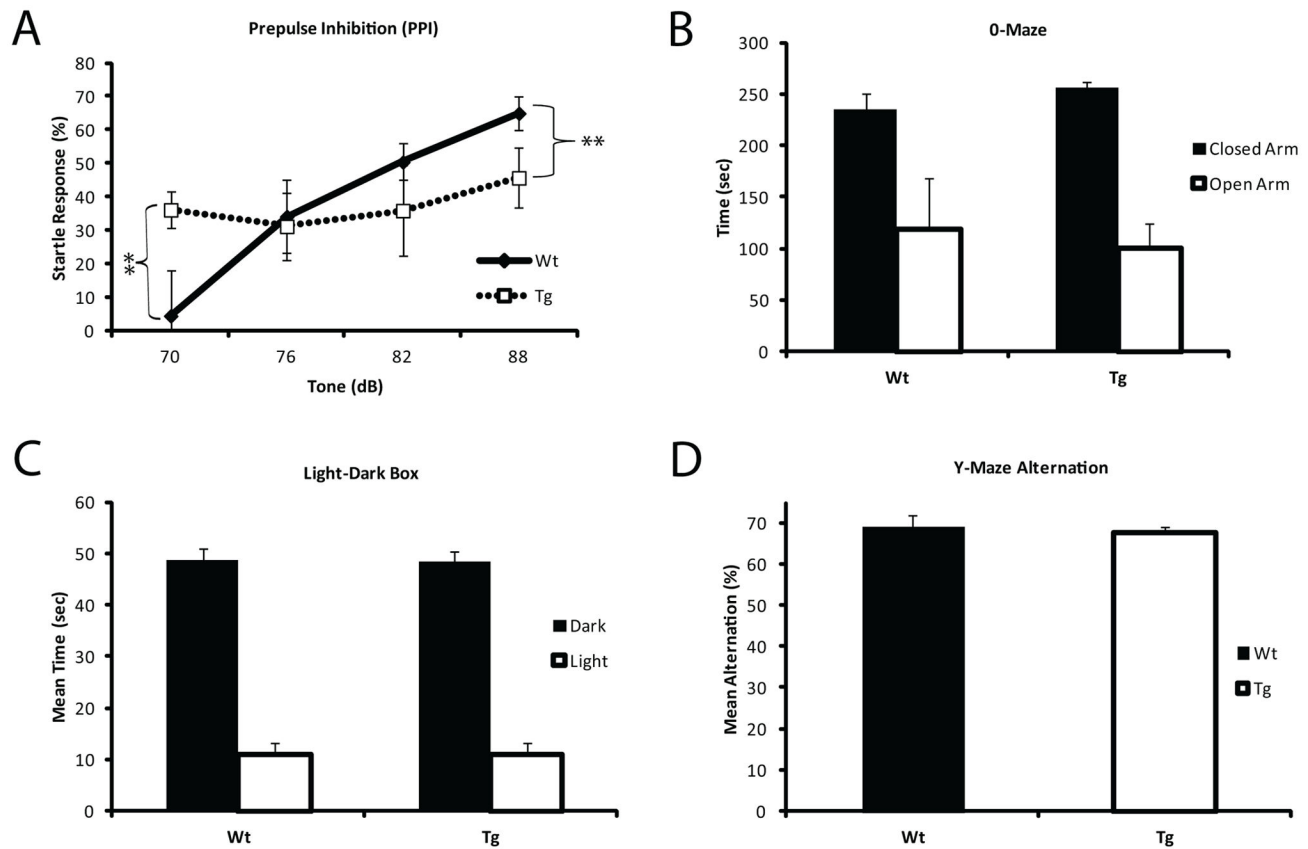 A
Prepulse Inhibition (PPI)
80
70
60
50
40
30
20
10
0
Startle Response (%)
**
**
Wt
Tg
70 76 82 88
Tone (dB)
B
0-Maze
300
250
200
150
100
50
0
Time (sec)
Closed Arm
Open Arm
Wt Tg
C
Light-Dark Box
60
50
40
30
20
10
0
Mean Time (sec)
Dark
Light
Wt Tg
D
Y-Maze Alternation
70
60
50
40
30
20
10
0
Mean Alternation (%)
Wt
Tg
Wt Tg